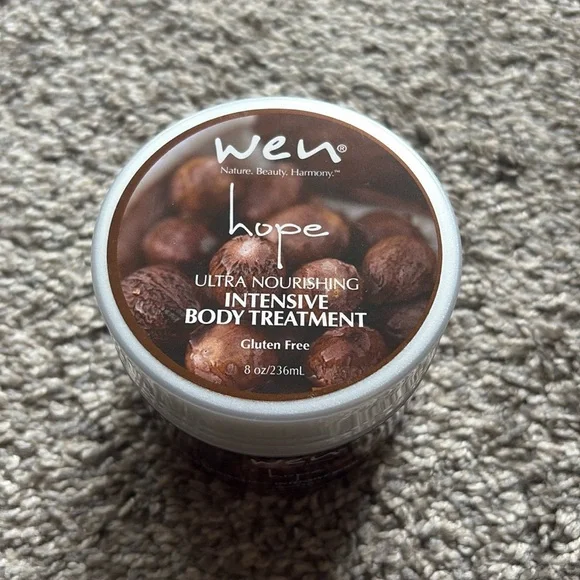 wen®
Nature. Beauty. Harmony.™
hope
ULTRA NOURISHING
INTENSIVE
BODY TREATMENT
Gluten Free
8 oz/236mL